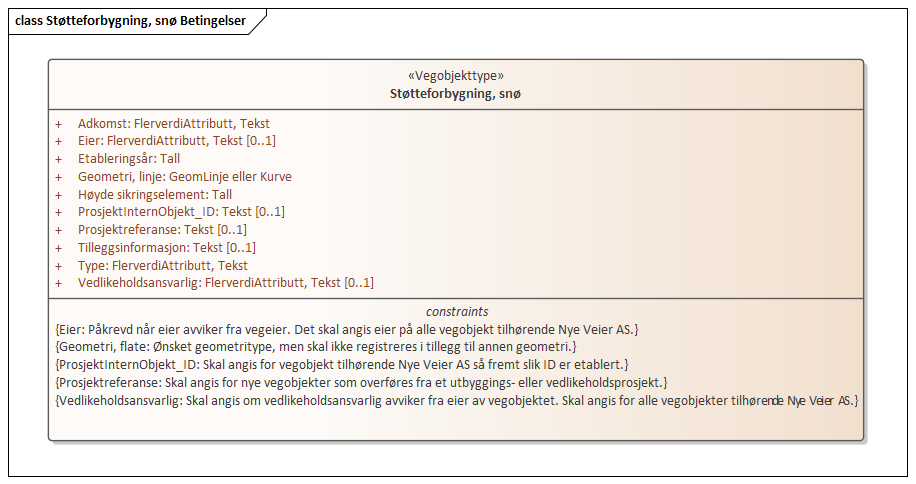 class Støtteforbygning, snø Betingelser
«Vegobjekttype»
Støtteforbygning, snø
+ Adkomst: FlerverdiAttributt, Tekst
+ Eier: FlerverdiAttributt, Tekst [0..1]
+ Etableringsår: Tall
+ Geometri, linje: GeomLinje eller Kurve
+ Høyde sikringselement: Tall
+ ProsjektInternObjekt_ID: Tekst [0..1]
+ Prosjektreferanse: Tekst [0..1]
+ Tilleggsinformasjon: Tekst [0..1]
+ Type: FlerverdiAttributt, Tekst
+ Vedlikeholdsansvarlig: FlerverdiAttributt, Tekst [0..1]
constraints
{Eier: Påkrevd når eier avviker fra vegeier. Det skal angis eier på alle vegobjekt tilhørende Nye Veier AS.}
{Geometri, flate: Ønsket geometritype, men skal ikke registreres i tillegg til annen geometri.}
{ProsjektInternObjekt_ID: Skal angis for vegobjekt tilhørende Nye Veier AS så fremt slik ID er etablert.}
{Prosjektreferanse: Skal angis for nye vegobjekter som overføres fra et utbyggings- eller vedlikeholdsprosjekt.}
{Vedlikeholdsansvarlig: Skal angis om vedlikeholdsansvarlig avviker fra eier av vegobjektet. Skal angis for alle vegobjekter tilhørende Nye Veier AS.}